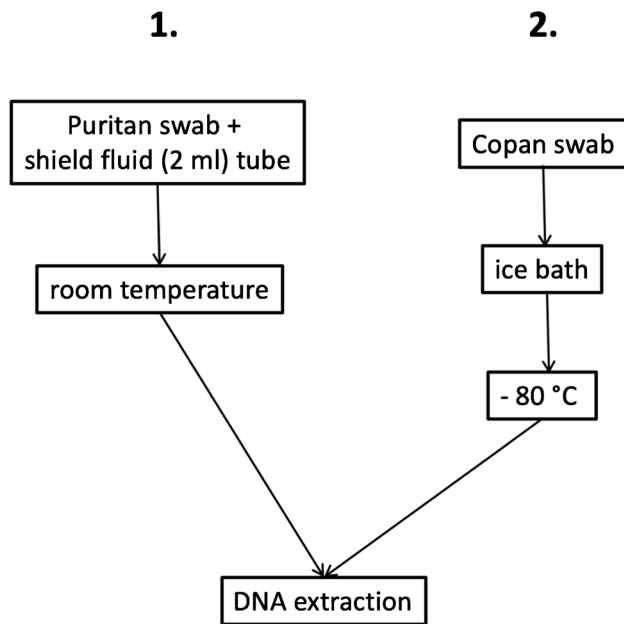 1.
2.
Puritan swab +
shield fluid (2 ml) tube
Copan swab
room temperature
ice bath
- 80 °C
DNA extraction